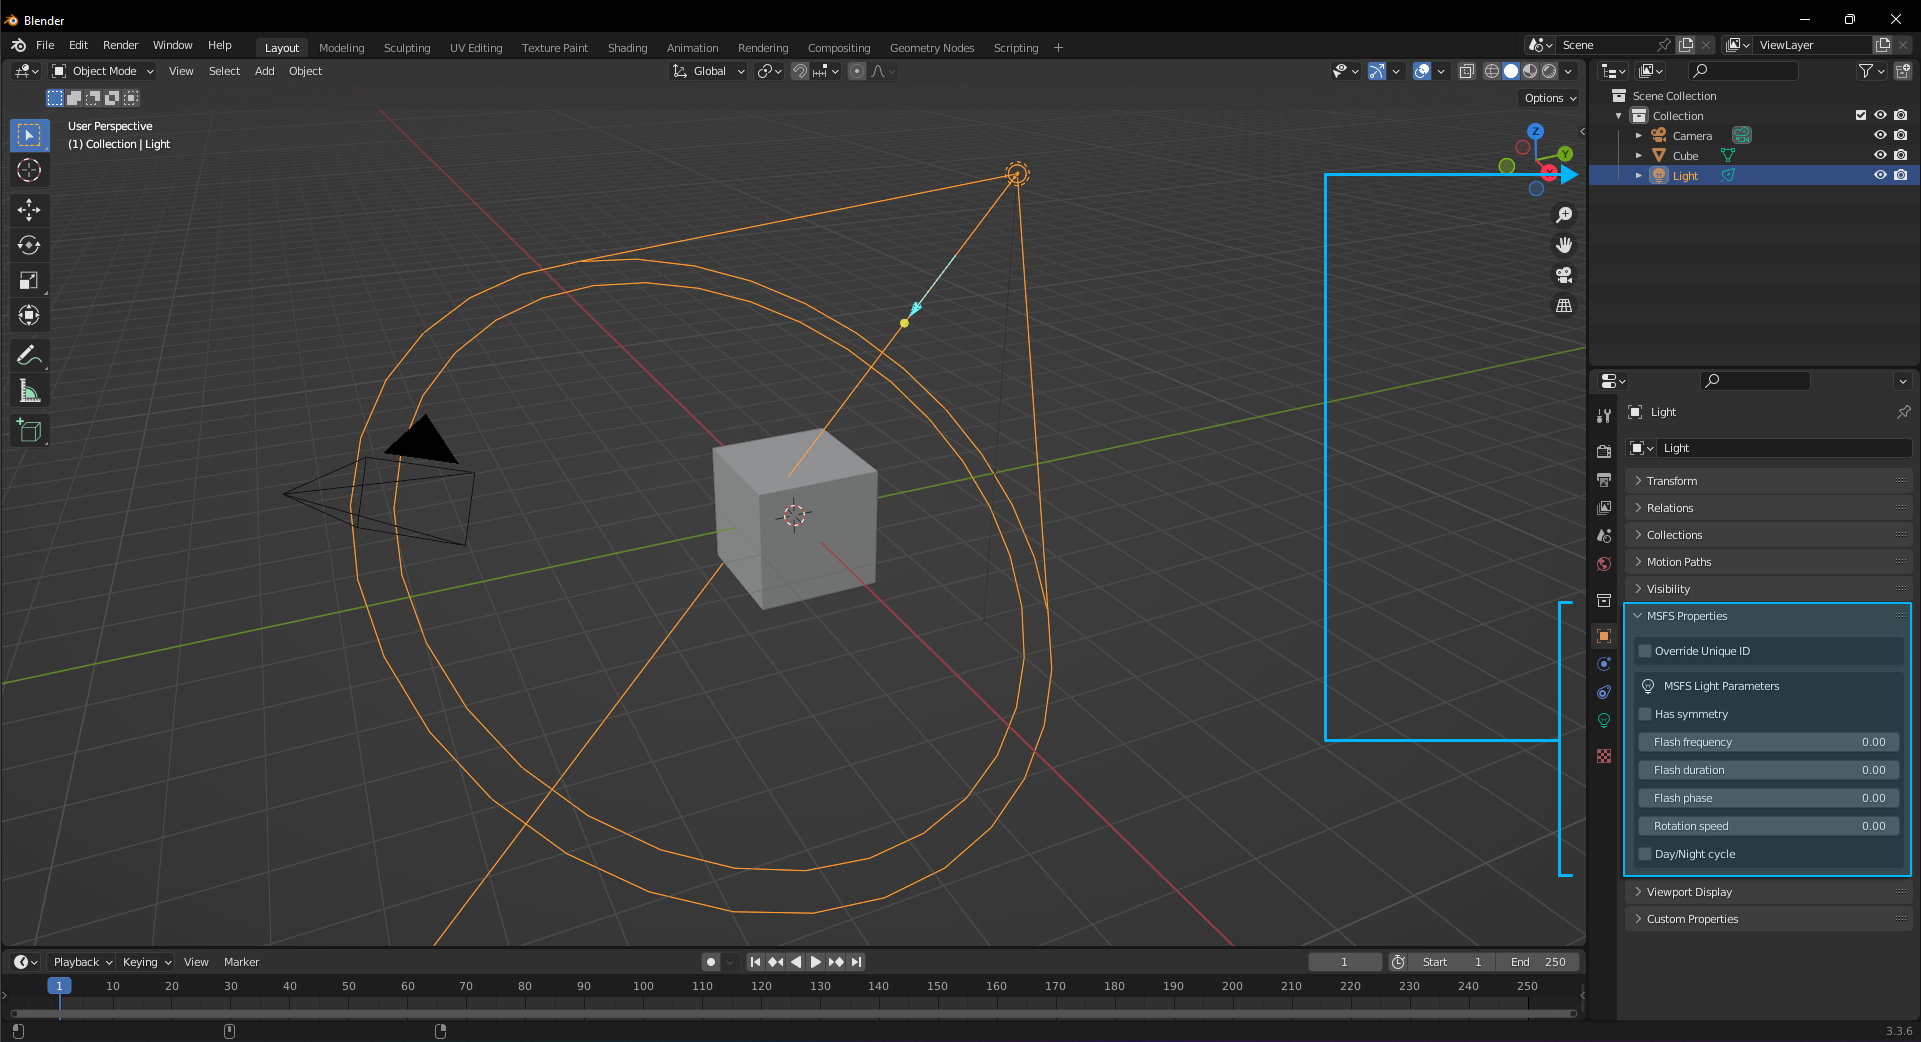 Blender
File Edit Render Window Help Layout Modeling Sculpting UV Editing Texture Paint Shading Animation Rendering Compositing Geometry Nodes Scripting + Scene ViewLayer
Object Mode View Select Add Object Global
Options
User Perspective
(1) Collection | Light
Z
Y
Scene Collection
Collection
Camera
Cube
Light
Light
Light
Transform
Relations
Collections
Motion Paths
Visibility
MSFS Properties
Override Unique ID
MSFS Light Parameters
Has symmetry
Flash frequency 0.00
Flash duration 0.00
Flash phase 0.00
Rotation speed 0.00
Day/Night cycle
Viewport Display
Custom Properties
Playback Keying View Marker 1 Start 1 End 250
1 10 20 30 40 50 60 70 80 90 100 110 120 130 140 150 160 170 180 190 200 210 220 230 240 250
3.3.6